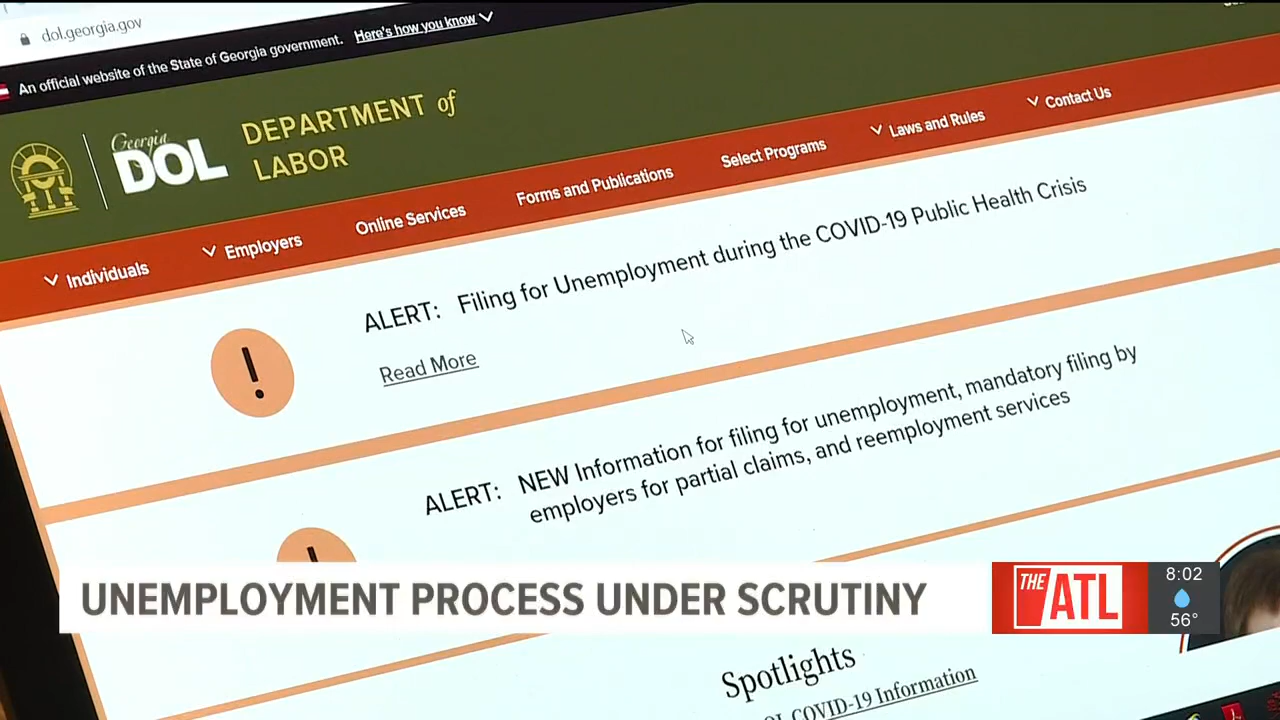 dol.georgia.gov
An official website of the State of Georgia government. Here's how you know
Georgia
DOL
DEPARTMENT of
LABOR
Individuals
Employers
Online Services
Forms and Publications
Select Programs
Laws and Rules
Contact Us
ALERT: Filing for Unemployment during the COVID-19 Public Health Crisis
Read More
ALERT: NEW Information for filing for unemployment, mandatory filing by
employers for partial claims, and reemployment services
UNEMPLOYMENT PROCESS UNDER SCRUTINY
THE
ATL
8:02
56°
Spotlights
COVID-19 Information